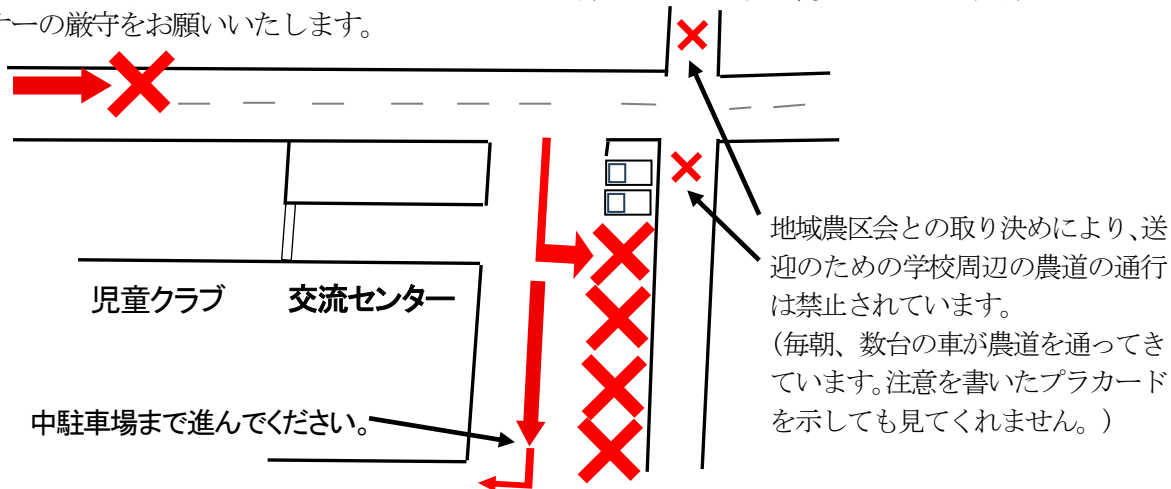 ナーの厳守をお願いいたします。
地域農区会との取り決めにより、送
迎のための学校周辺の農道の通行
は禁止されています。
（毎朝、数台の車が農道を通ってき
ています。注意を書いたプラカード
を示しても見てくれません。）
児童クラブ
交流センター
中駐車場まで進んでください。